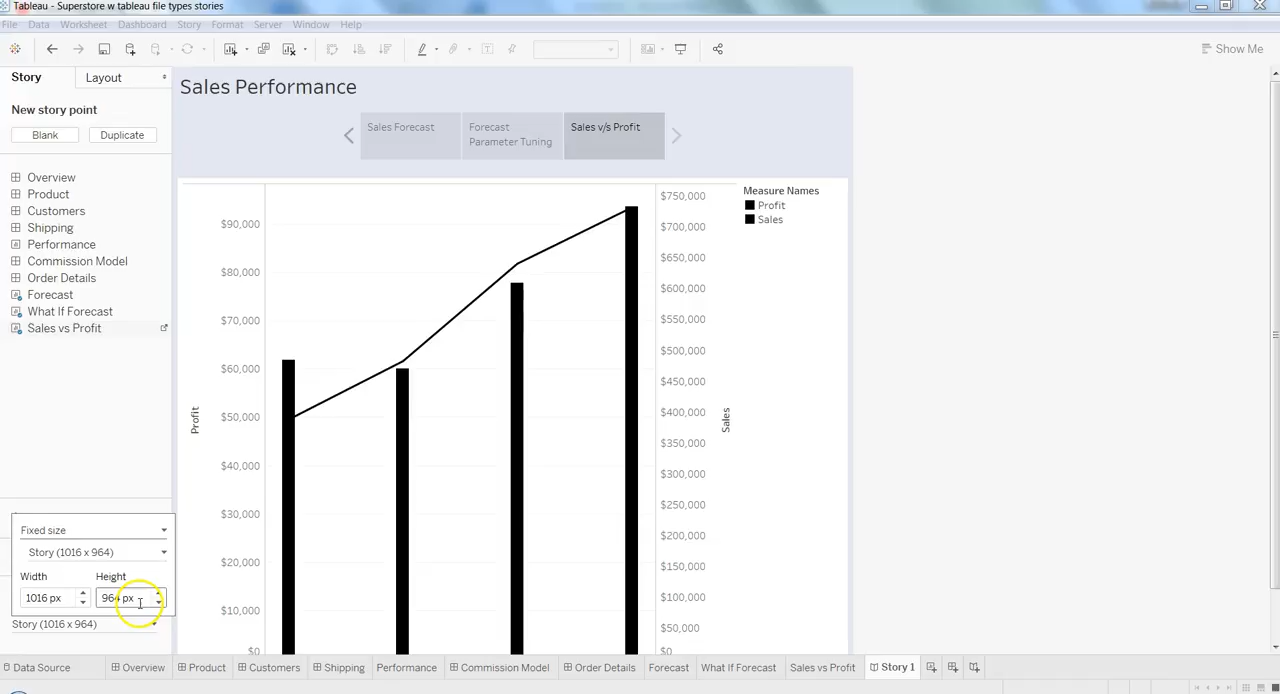 Tableau - Superstore w tableau file types stories
File Data Worksheet Dashboard Story Format Server Window Help
Show Me
Story Layout
New story point
Blank Duplicate
Overview
Product
Customers
Shipping
Performance
Commission Model
Order Details
Forecast
What If Forecast
Sales vs Profit
Fixed size
Story (1016 x 964)
Width Height
1016 px 964 px
Story (1016 x 964)
Sales Performance
Sales Forecast
Forecast
Parameter Tuning
Sales v/s Profit
$90,000
$80,000
$70,000
$60,000
$50,000
$40,000
$30,000
$20,000
$10,000
$0
Profit
$750,000
$700,000
$650,000
$600,000
$550,000
$500,000
$450,000
$400,000
$350,000
$300,000
$250,000
$200,000
$150,000
$100,000
$50,000
$0
Sales
Measure Names
Profit
Sales
Data Source Overview Product Customers Shipping Performance Commission Model Order Details Forecast What If Forecast Sales vs Profit Story 1